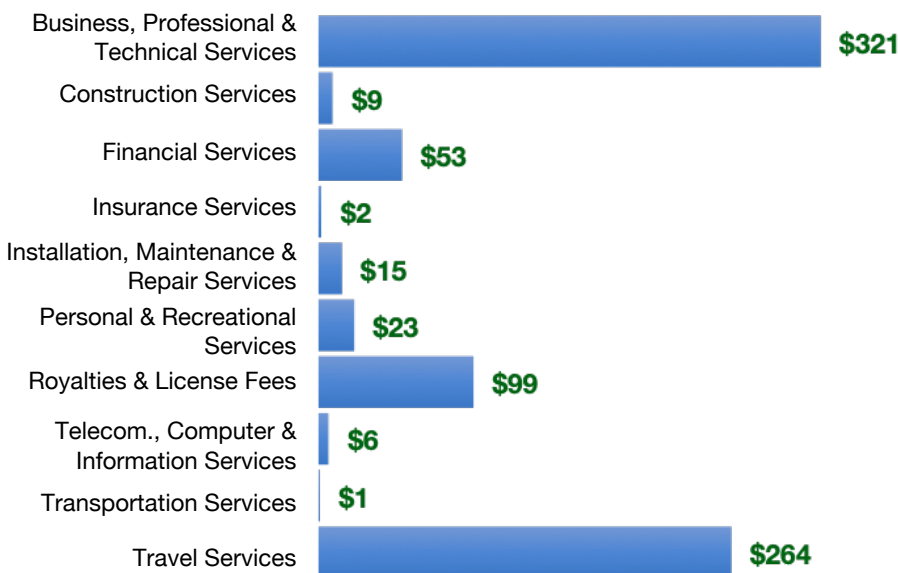 Business, Professional &
Technical Services
$321
Construction Services
$9
Financial Services
$53
Insurance Services
$2
Installation, Maintenance &
Repair Services
$15
Personal & Recreational
Services
$23
Royalties & License Fees
$99
Telecom., Computer &
Information Services
$6
Transportation Services
$1
Travel Services
$264